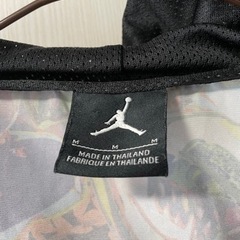 M M M
MADE IN THAILAND
FABRIQUE EN THAILANDE